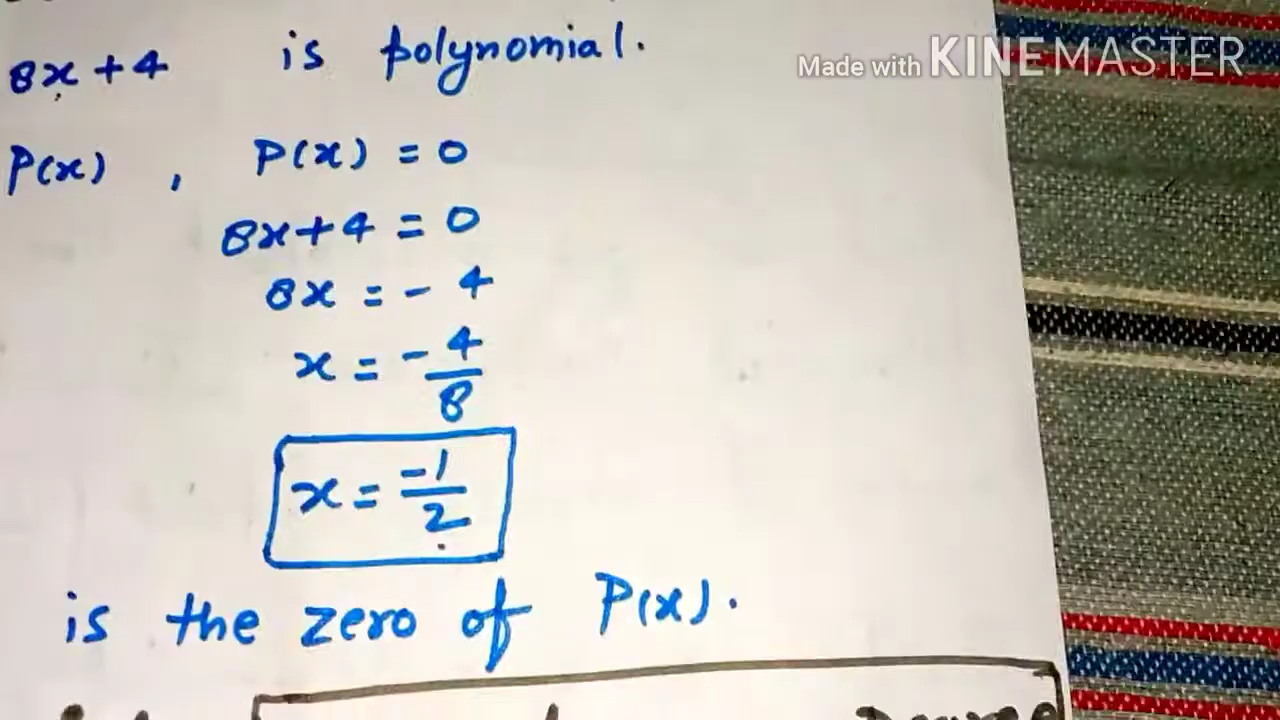 8x + 4 is polynomial.
Made with KINEMASTER
P(x) , P(x) = 0
8x + 4 = 0
8x = - 4
x = - 4/8
x = -1/2
is the zero of P(x).